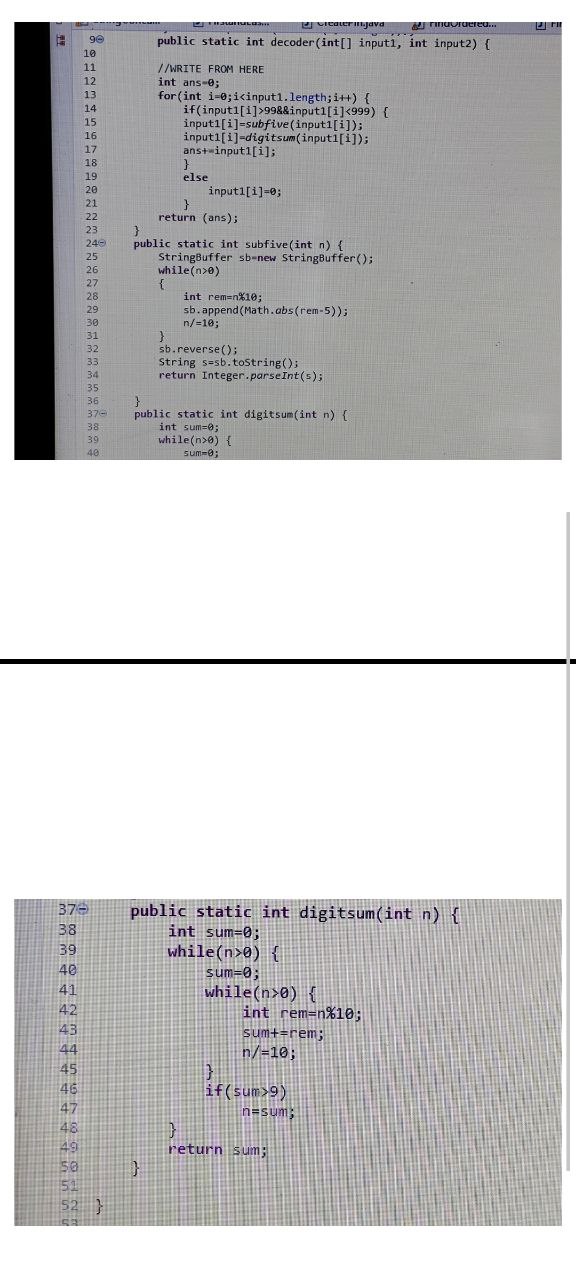 CreatePin.java FindOrdered...
9 public static int decoder(int[] input1, int input2) {
10
11 //WRITE FROM HERE
12 int ans=0;
13 for(int i=0;i<input1.length;i++) {
14 if(input1[i]>99&&input1[i]<999) {
15 input1[i]=subfive(input1[i]);
16 input1[i]=digitsum(input1[i]);
17 ans+=input1[i];
18 }
19 else
20 input1[i]=0;
21 }
22 return (ans);
23 }
24 public static int subfive(int n) {
25 StringBuffer sb=new StringBuffer();
26 while(n>0)
27 {
28 int rem=n%10;
29 sb.append(Math.abs(rem-5));
30 n/=10;
31 }
32 sb.reverse();
33 String s=sb.toString();
34 return Integer.parseInt(s);
35
36 }
37 public static int digitsum(int n) {
38 int sum=0;
39 while(n>0) {
40 sum=0;
37 public static int digitsum(int n) {
38 int sum=0;
39 while(n>0) {
40 sum=0;
41 while(n>0) {
42 int rem=n%10;
43 sum+=rem;
44 n/=10;
45 }
46 if(sum>9)
47 n=sum;
48 }
49 return sum;
50 }
51
52 }
53